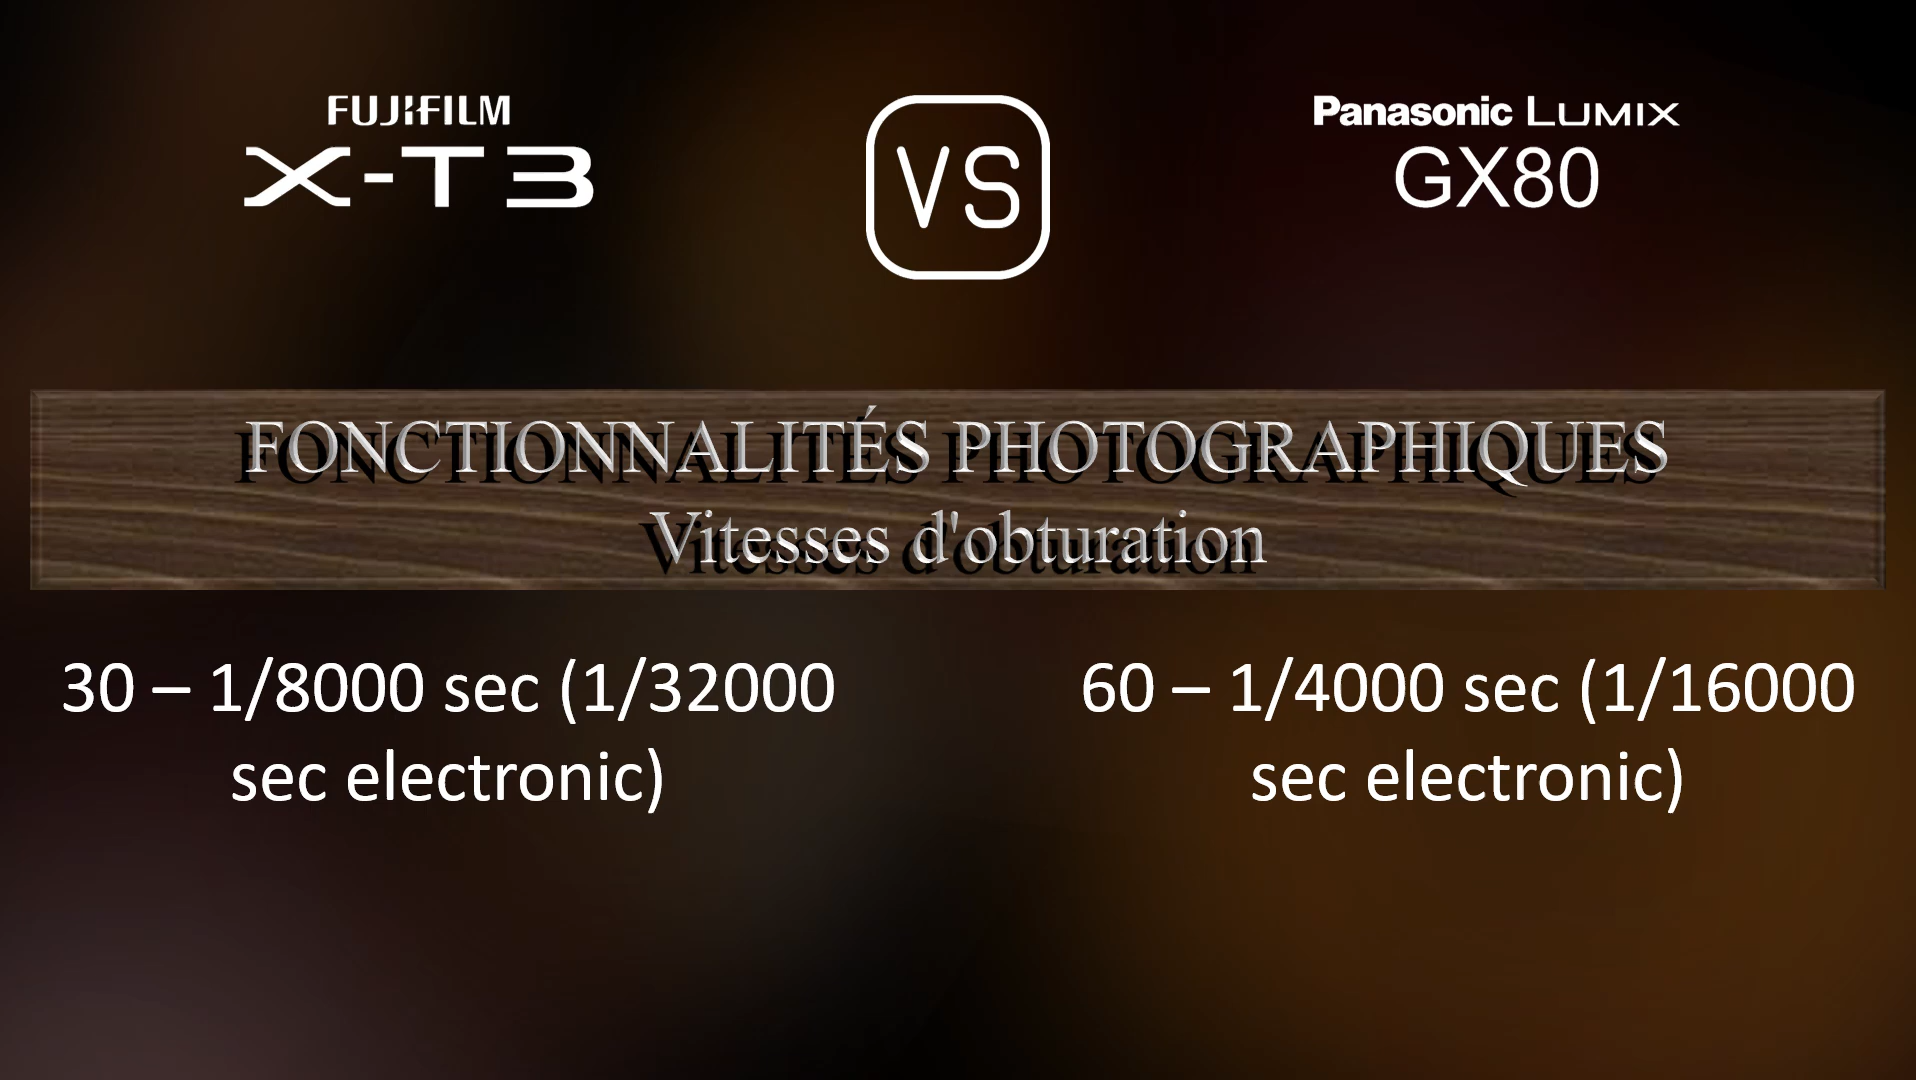 FUJIFILM
X-T3
VS
Panasonic LUMIX
GX80
FONCTIONNALITÉS PHOTOGRAPHIQUES
Vitesses d'obturation
30 – 1/8000 sec (1/32000
sec electronic)
60 – 1/4000 sec (1/16000
sec electronic)